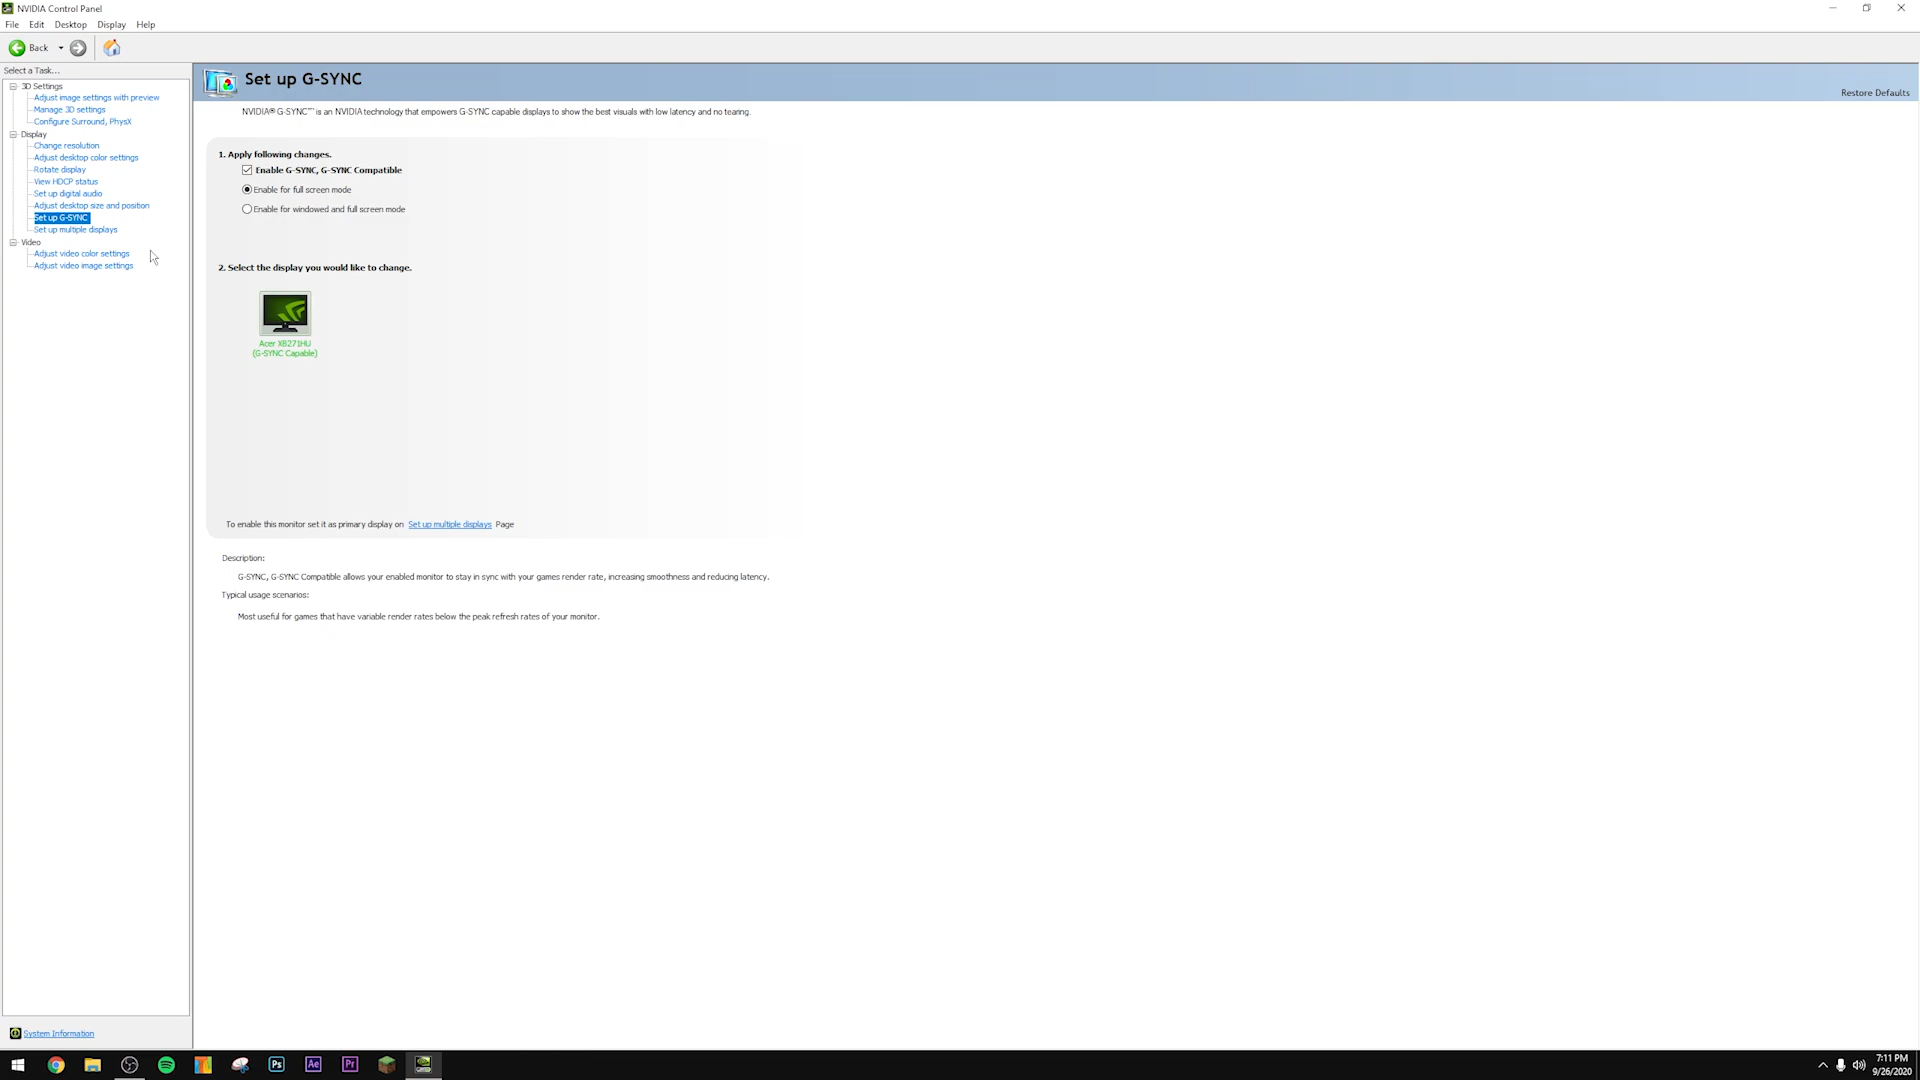 NVIDIA Control Panel
File Edit Desktop Display Help
Back
Select a Task...
3D Settings
Adjust image settings with preview
Manage 3D settings
Configure Surround, PhysX
Display
Change resolution
Adjust desktop color settings
Rotate display
View HDCP status
Set up digital audio
Adjust desktop size and position
Set up G-SYNC
Set up multiple displays
Video
Adjust video color settings
Adjust video image settings
System Information
Set up G-SYNC
Restore Defaults
NVIDIA® G-SYNC™ is an NVIDIA technology that empowers G-SYNC capable displays to show the best visuals with low latency and no tearing.
1. Apply following changes.
Enable G-SYNC, G-SYNC Compatible
Enable for full screen mode
Enable for windowed and full screen mode
2. Select the display you would like to change.
Acer XB271HU
(G-SYNC Capable)
To enable this monitor set it as primary display on Set up multiple displays Page
Description:
G-SYNC, G-SYNC Compatible allows your enabled monitor to stay in sync with your games render rate, increasing smoothness and reducing latency.
Typical usage scenarios:
Most useful for games that have variable render rates below the peak refresh rates of your monitor.
Ps Ae Pr
7:11 PM
9/26/2020